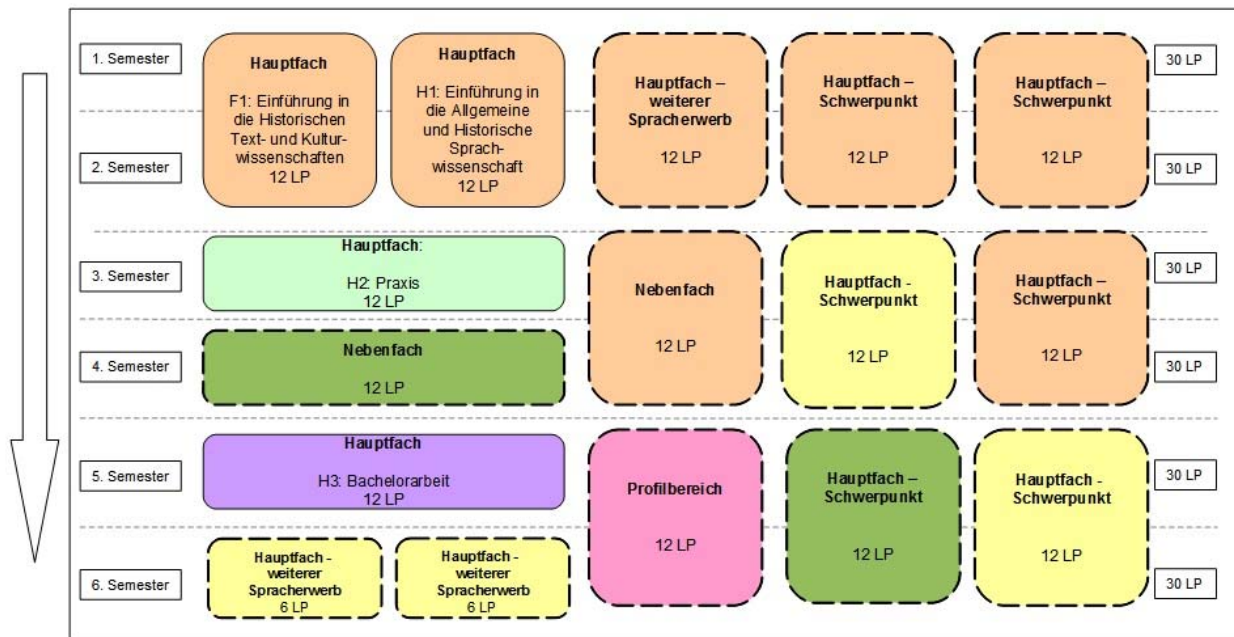 1. Semester
Hauptfach
F1: Einführung in
die Historischen
Text- und Kultur-
wissenschaften
12 LP
Hauptfach
H1: Einführung in
die Allgemeine
und Historische
Sprach-
wissenschaft
12 LP
Hauptfach –
weiterer
Spracherwerb
12 LP
Hauptfach –
Schwerpunkt
12 LP
Hauptfach –
Schwerpunkt
12 LP
30 LP
2. Semester
30 LP
3. Semester
Hauptfach:
H2: Praxis
12 LP
Nebenfach
12 LP
Hauptfach -
Schwerpunkt
12 LP
Hauptfach –
Schwerpunkt
12 LP
30 LP
4. Semester
Nebenfach
12 LP
30 LP
5. Semester
Hauptfach
H3: Bachelorarbeit
12 LP
Profilbereich
12 LP
Hauptfach –
Schwerpunkt
12 LP
Hauptfach -
Schwerpunkt
12 LP
30 LP
6. Semester
Hauptfach -
weiterer
Spracherwerb
6 LP
Hauptfach -
weiterer
Spracherwerb
6 LP
30 LP